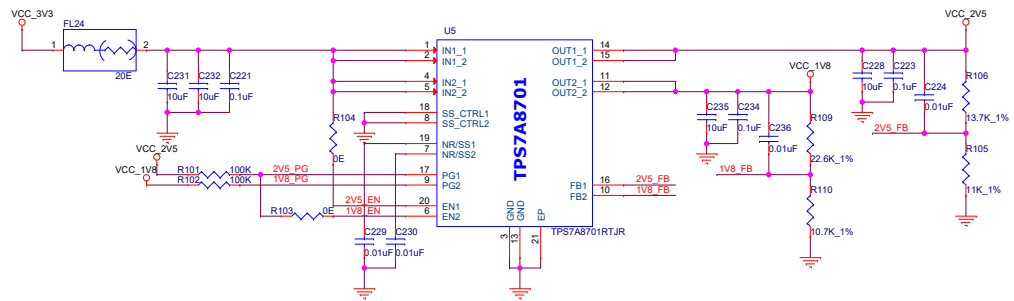 VCC_3V3
FL24
1
2
20E
C231
10uF
C232
10uF
C221
0.1uF
R104
0E
VCC_2V5
VCC_1V8
R101
100K
R102
100K
2V5_PG
1V8_PG
R103
0E
2V5_EN
1V8_EN
C229
0.01uF
C230
0.01uF
U5
1
IN1_1
2
IN1_2
4
IN2_1
5
IN2_2
18
SS_CTRL1
8
SS_CTRL2
19
NR/SS1
7
NR/SS2
17
PG1
9
PG2
20
EN1
6
EN2
TPS7A8701
OUT1_1
14
OUT1_2
15
OUT2_1
11
OUT2_2
12
FB1
16
2V5_FB
FB2
10
1V8_FB
GND
GND
EP
3
13
21
TPS7A8701RTJR
C235
10uF
C234
0.1uF
C236
0.01uF
VCC_1V8
R109
22.6K_1%
1V8_FB
R110
10.7K_1%
VCC_2V5
C228
10uF
C223
0.1uF
C224
0.01uF
R106
13.7K_1%
2V5_FB
R105
11K_1%